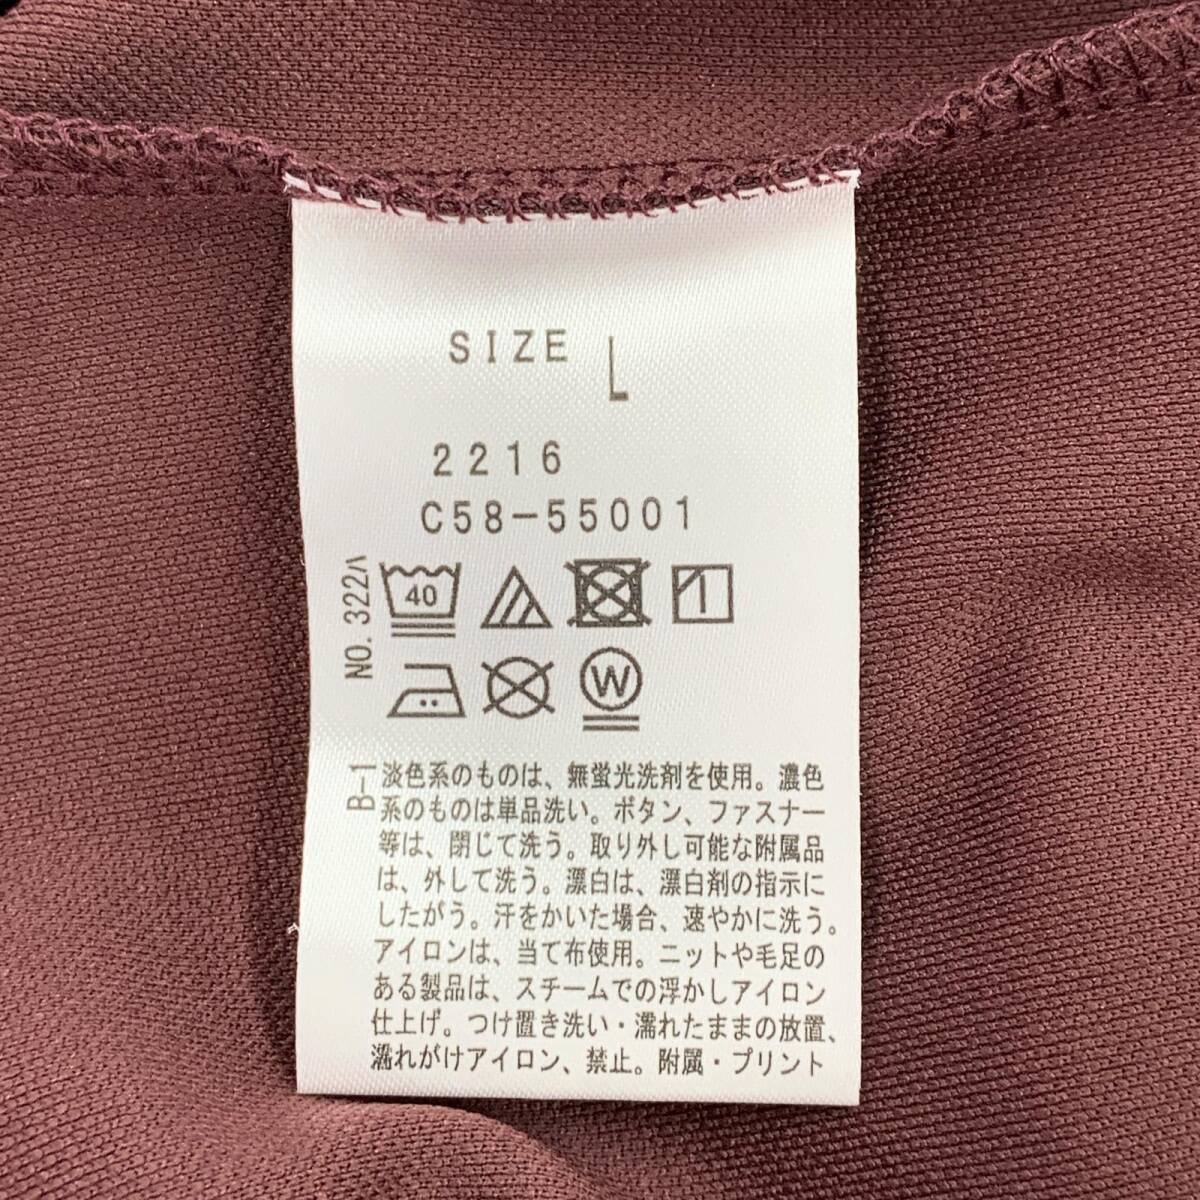 SIZE L
2216
C58-55001
NO. 322ハ
40
W
B-1
淡色系のものは、無蛍光洗剤を使用。濃色
系のものは単品洗い。ボタン、ファスナー
等は、閉じて洗う。取り外し可能な附属品
は、外して洗う。漂白は、漂白剤の指示に
したがう。汗をかいた場合、速やかに洗う。
アイロンは、当て布使用。ニットや毛足の
ある製品は、スチームでの浮かしアイロン
仕上げ。つけ置き洗い・濡れたままの放置、
濡れがけアイロン、禁止。附属・プリント